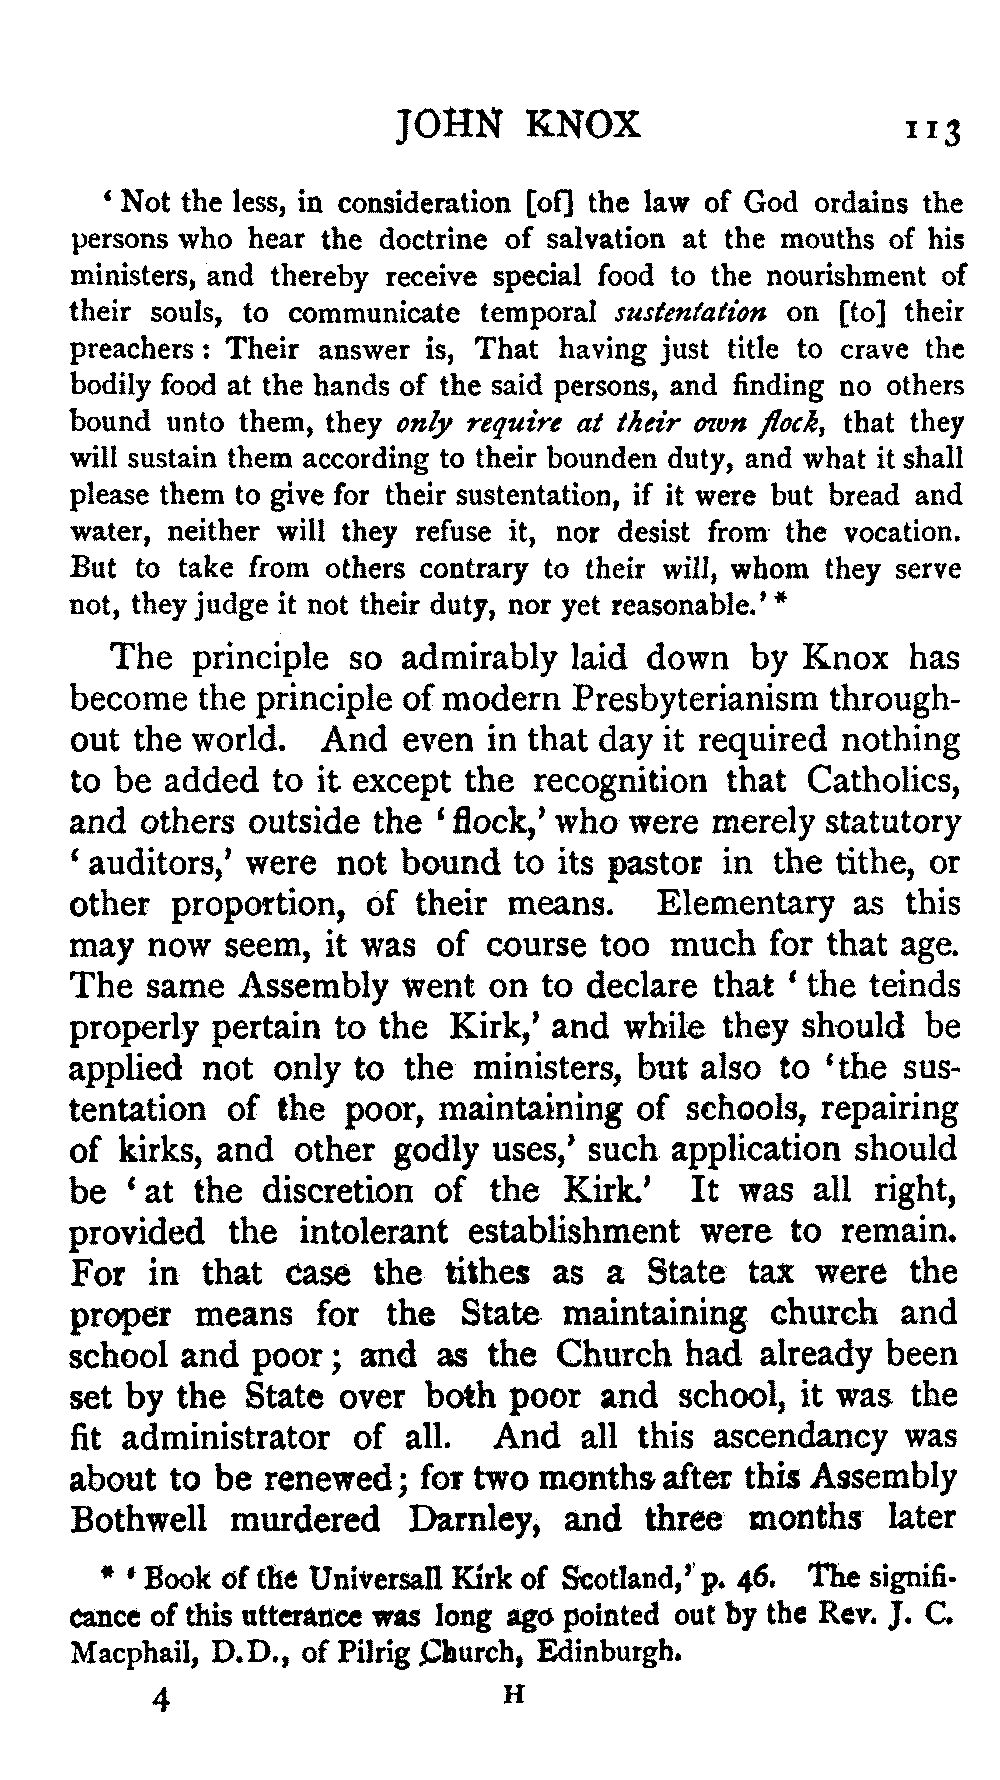 JOHN KNOX 113
‘ Not the less, in consideration [of] the law of God ordains the
persons who hear the doctrine of salvation at the mouths of his
ministers, and thereby receive special food to the nourishment of
their souls, to communicate temporal sustentation on [to] their
preachers : Their answer is, That having just title to crave the
bodily food at the hands of the said persons, and finding no others
bound unto them, they only require at their own flock, that they
will sustain them according to their bounden duty, and what it shall
please them to give for their sustentation, if it were but bread and
water, neither will they refuse it, nor desist from the vocation.
But to take from others contrary to their will, whom they serve
not, they judge it not their duty, nor yet reasonable.’ *
The principle so admirably laid down by Knox has
become the principle of modern Presbyterianism through-
out the world. And even in that day it required nothing
to be added to it except the recognition that Catholics,
and others outside the ‘ flock,’ who were merely statutory
‘ auditors,’ were not bound to its pastor in the tithe, or
other proportion, of their means. Elementary as this
may now seem, it was of course too much for that age.
The same Assembly went on to declare that ‘ the teinds
properly pertain to the Kirk,’ and while they should be
applied not only to the ministers, but also to ‘the sus-
tentation of the poor, maintaining of schools, repairing
of kirks, and other godly uses,’ such application should
be ‘ at the discretion of the Kirk.’ It was all right,
provided the intolerant establishment were to remain.
For in that case the tithes as a State tax were the
proper means for the State maintaining church and
school and poor ; and as the Church had already been
set by the State over both poor and school, it was the
fit administrator of all. And all this ascendancy was
about to be renewed ; for two months after this Assembly
Bothwell murdered Darnley, and three months later
* ‘ Book of the Universall Kirk of Scotland,’ p. 46. The signifi-
cance of this utterance was long ago pointed out by the Rev. J. C.
Macphail, D.D., of Pilrig Church, Edinburgh.
4 H